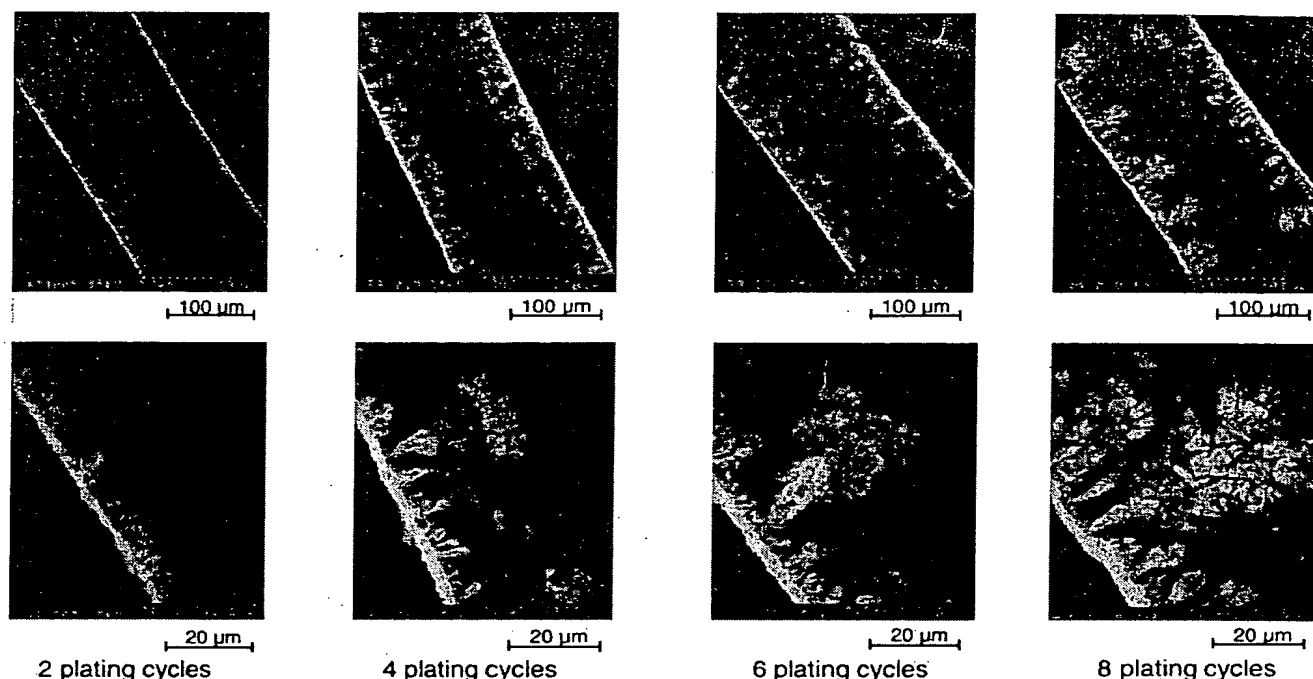 100 µm 100 µm 100 µm 100 µm
20 µm 20 µm 20 µm 20 µm
2 plating cycles 4 plating cycles 6 plating cycles 8 plating cycles